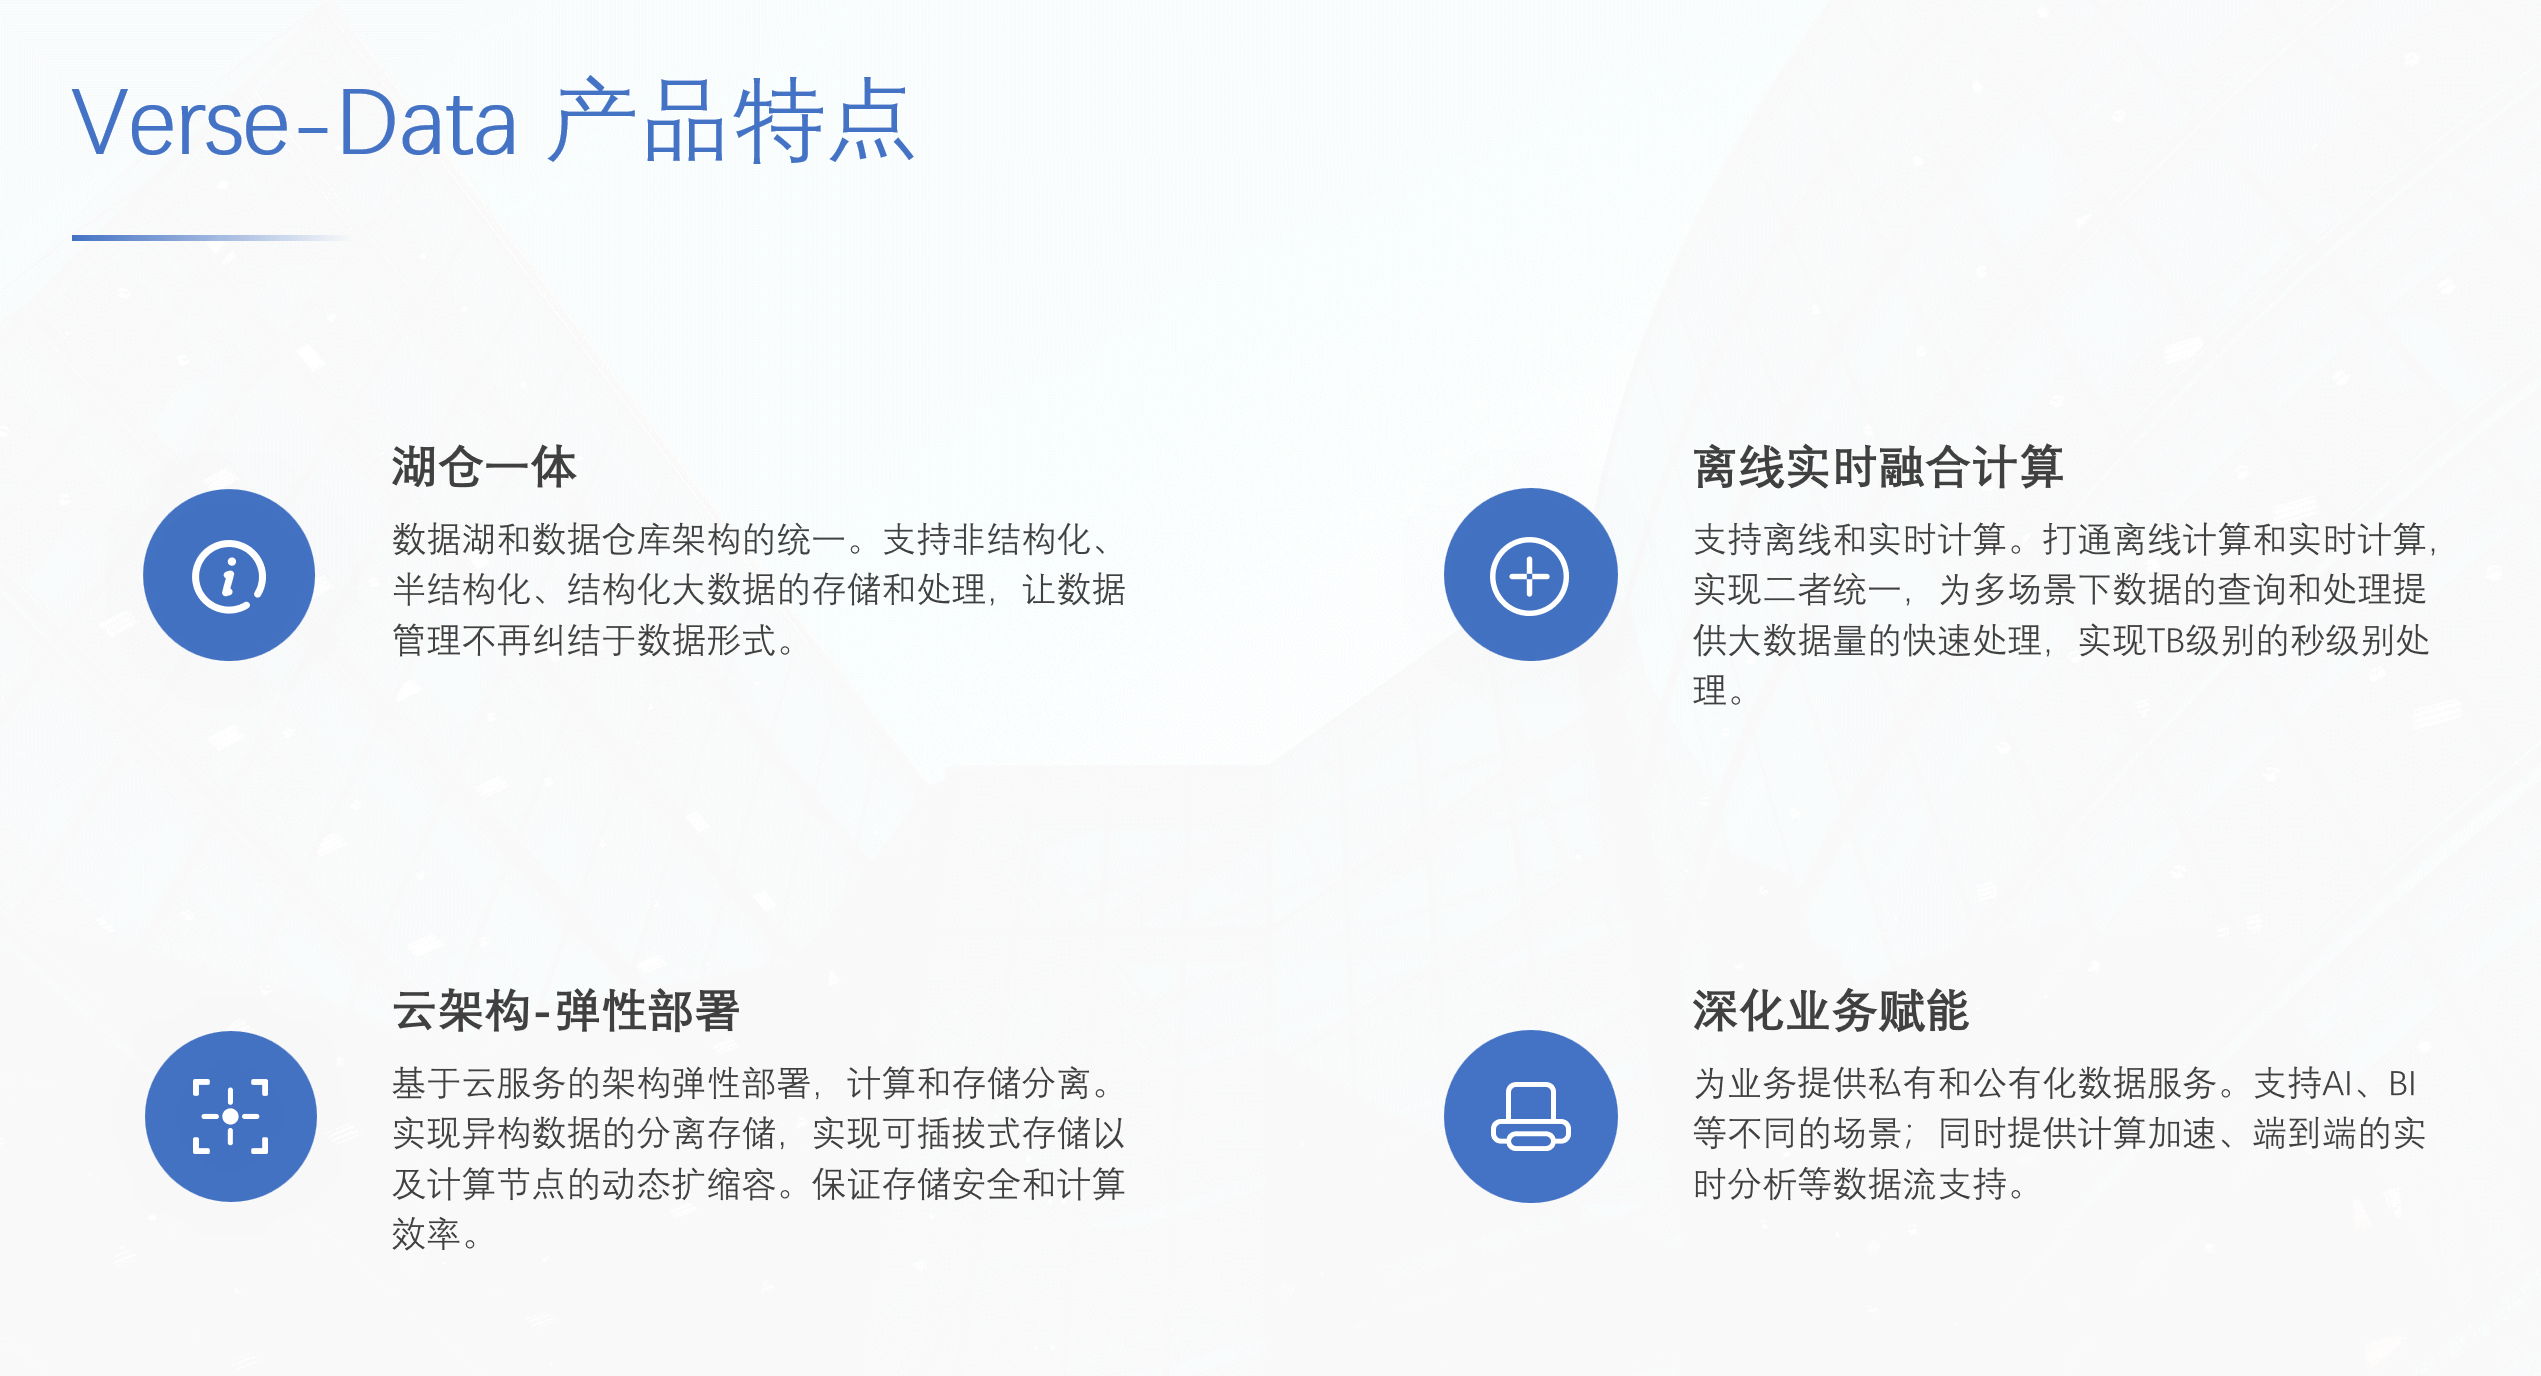 Verse-Data 产品特点
湖仓一体
数据湖和数据仓库架构的统一。支持非结构化、
半结构化、结构化大数据的存储和处理，让数据
管理不再纠结于数据形式。
离线实时融合计算
支持离线和实时计算。打通离线计算和实时计算，
实现二者统一，为多场景下数据的查询和处理提
供大数据量的快速处理，实现TB级别的秒级别处
理。
云架构-弹性部署
基于云服务的架构弹性部署，计算和存储分离。
实现异构数据的分离存储，实现可插拔式存储以
及计算节点的动态扩缩容。保证存储安全和计算
效率。
深化业务赋能
为业务提供私有和公有化数据服务。支持AI、BI
等不同的场景；同时提供计算加速、端到端的实
时分析等数据流支持。